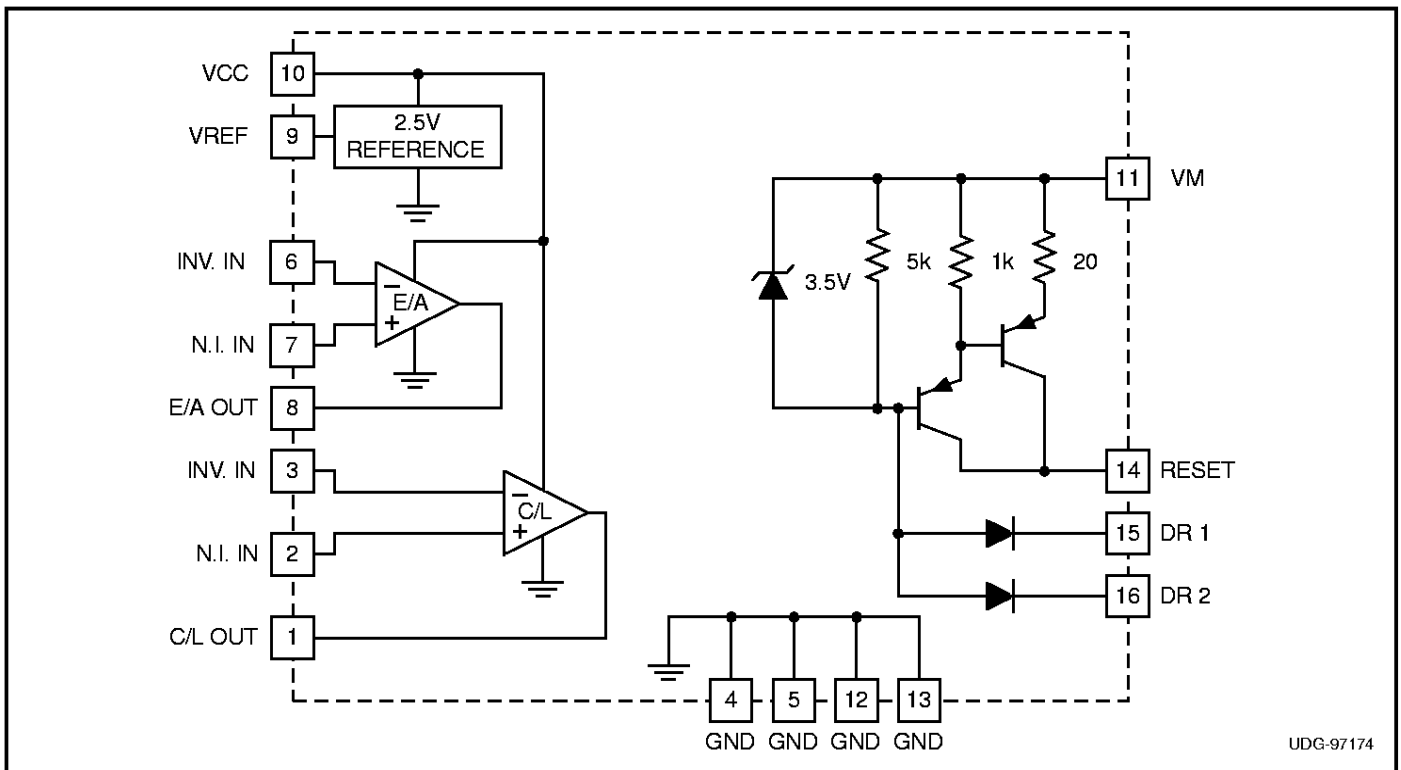 VCC 10
VREF 9
2.5V
REFERENCE
INV. IN 6
N.I. IN 7
E/A OUT 8
INV. IN 3
N.I. IN 2
C/L OUT 1
−
E/A
+
−
C/L
+
3.5V
5k
1k
20
11 VM
14 RESET
15 DR 1
16 DR 2
4 5 12 13
GND GND GND GND
UDG-97174